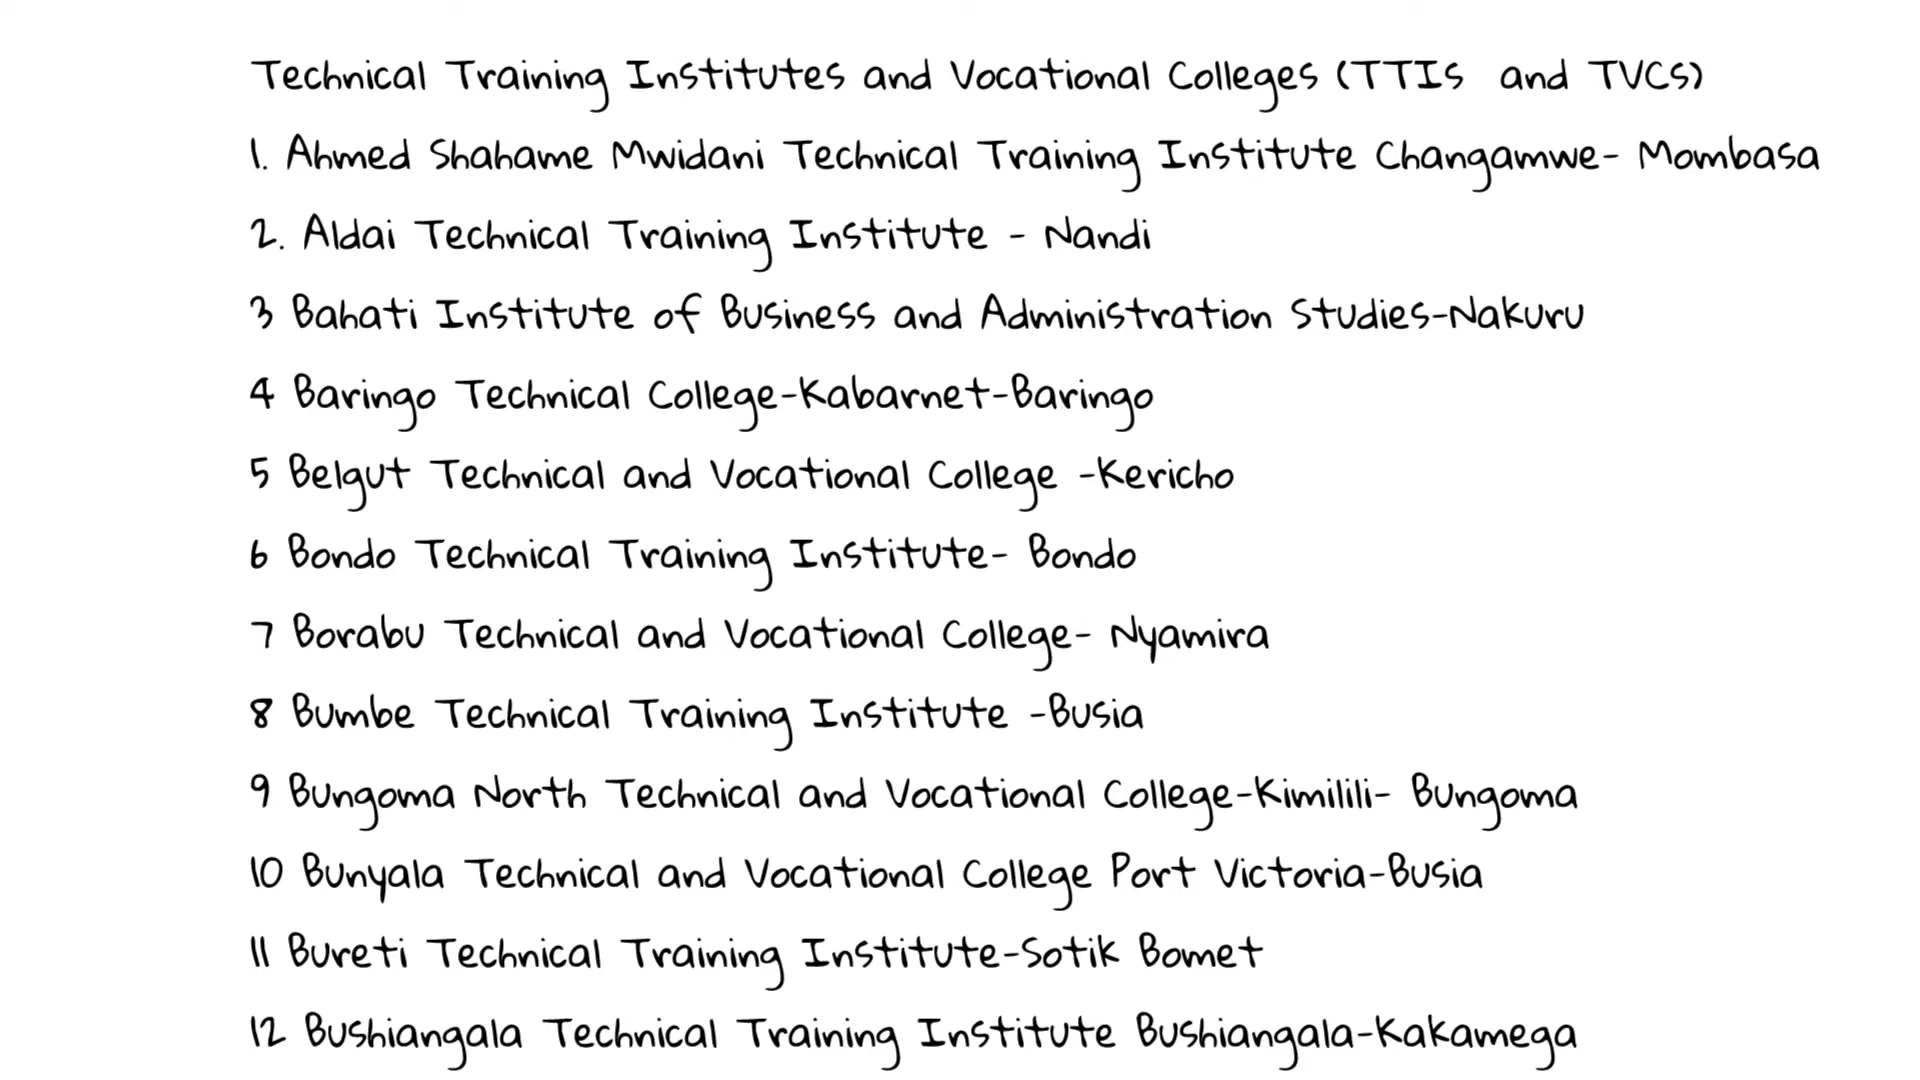 Technical Training Institutes and Vocational Colleges (TTIs and TVCs)
1. Ahmed Shahame Mwidani Technical Training Institute Changamwe- Mombasa
2. Aldai Technical Training Institute - Nandi
3 Bahati Institute of Business and Administration Studies-Nakuru
4 Baringo Technical College-Kabarnet-Baringo
5 Belgut Technical and Vocational College -Kericho
6 Bondo Technical Training Institute- Bondo
7 Borabu Technical and Vocational College- Nyamira
8 Bumbe Technical Training Institute -Busia
9 Bungoma North Technical and Vocational College-Kimilili- Bungoma
10 Bunyala Technical and Vocational College Port Victoria-Busia
11 Bureti Technical Training Institute-Sotik Bomet
12 Bushiangala Technical Training Institute Bushiangala-Kakamega